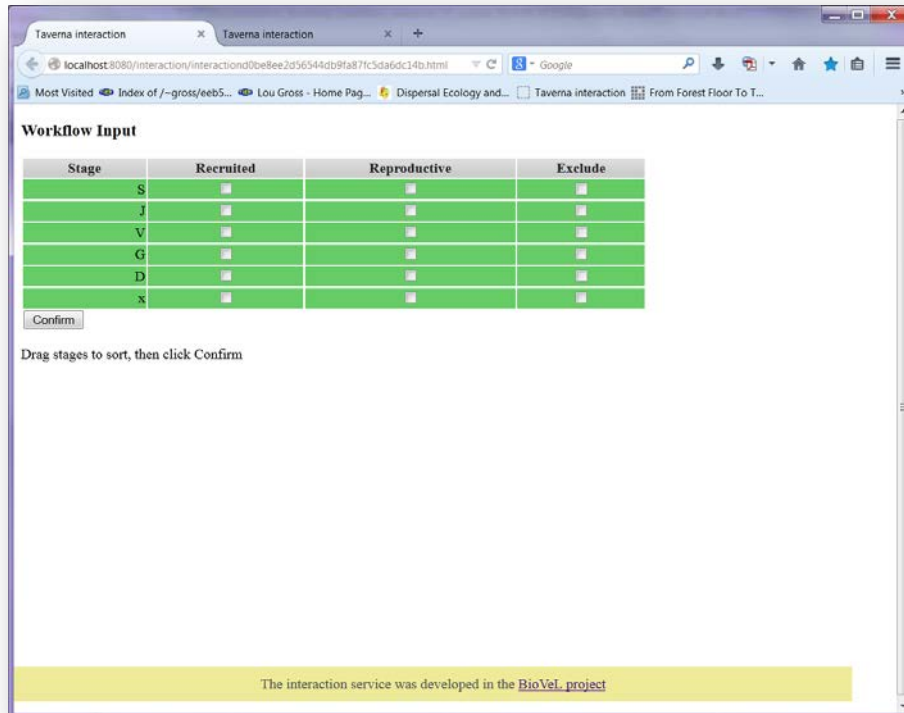 Taverna interaction × Taverna interaction × +
localhost:8080/interaction/interactiond0be8ee2d56544db9fa87fc5da6dc14b.html 8 - Google
Most Visited Index of /~gross/eeb5... Lou Gross - Home Pag... Dispersal Ecology and... Taverna interaction From Forest Floor To T...
Workflow Input
Stage Recruited Reproductive Exclude
S
J
V
G
D
x
Confirm
Drag stages to sort, then click Confirm
The interaction service was developed in the BioVeL project